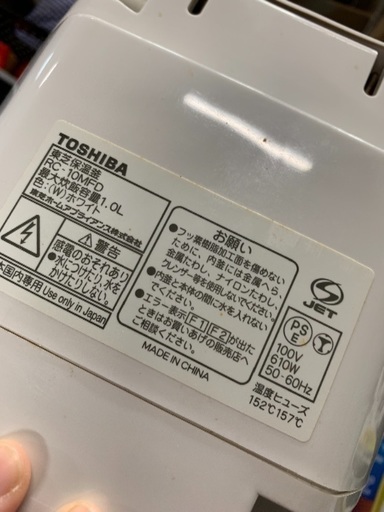 TOSHIBA
東芝保温釜
RC-10MFD
最大炊飯容量1.0L
色:(W)ホワイト
東芝ホームアプライアンス株式会社
警告
感電のおそれあり
●水につけたり、水を
かけたりしない。
日本国内専用 Use only in Japan
お願い
●フッ素樹脂加工面を傷めない
ために、内釜には金属へら、
金属たわし、ナイロンたわし、
クレンザー等を使用しないでください。
●内釜と本体の間に水を入れない
でください。
●エラー表示[F1][F2]が出た
ときはお買いあげの販売店へ
ご相談ください。
MADE IN CHINA
S
JET
PS
E
100V
610W
50-60Hz
温度ヒューズ
152℃157℃